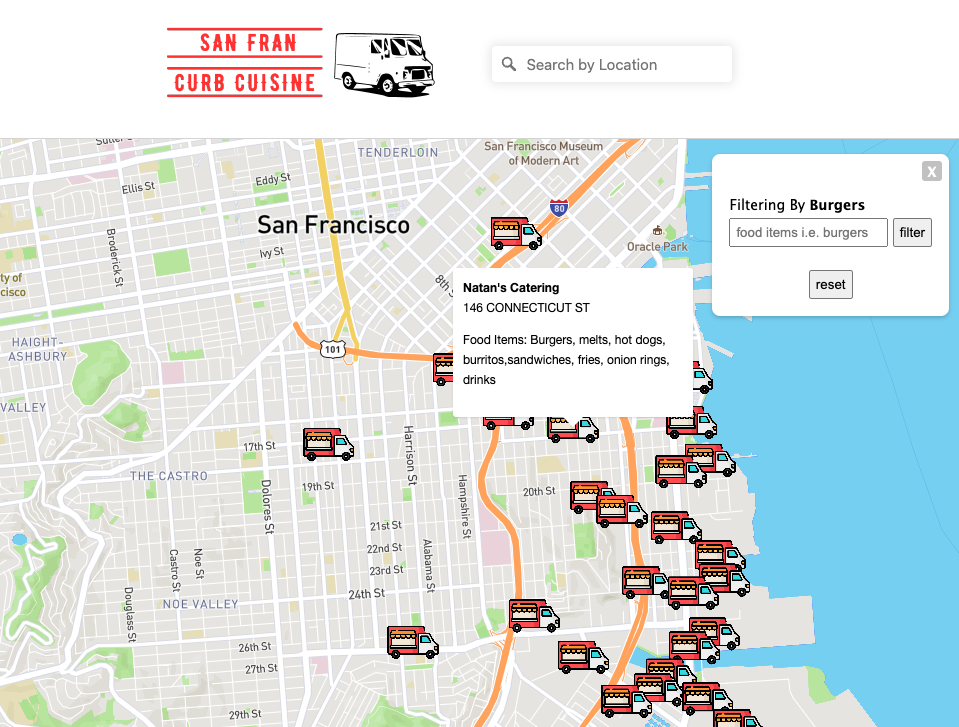 SAN FRAN
CURB CUISINE
Search by Location
Filtering By Burgers
food items i.e. burgers
filter
reset
X
TENDERLOIN
San Francisco Museum
of Modern Art
Ellis St
Eddy St
80
San Francisco
Broderick St
Ivy St
Oracle Park
ty of
cisco
8th S
Natan's Catering
146 CONNECTICUT ST
Food Items: Burgers, melts, hot dogs,
burritos,sandwiches, fries, onion rings,
drinks
HAIGHT-
ASHBURY
101
VALLEY
17th St
Harrison St
THE CASTRO
19th St
Dolores St
Hampshire St
20th St
21st St
22nd St
23rd St
24th St
Alabama St
Castro St
Noe St
Douglass St
NOE VALLEY
26th St
27th St
29th St